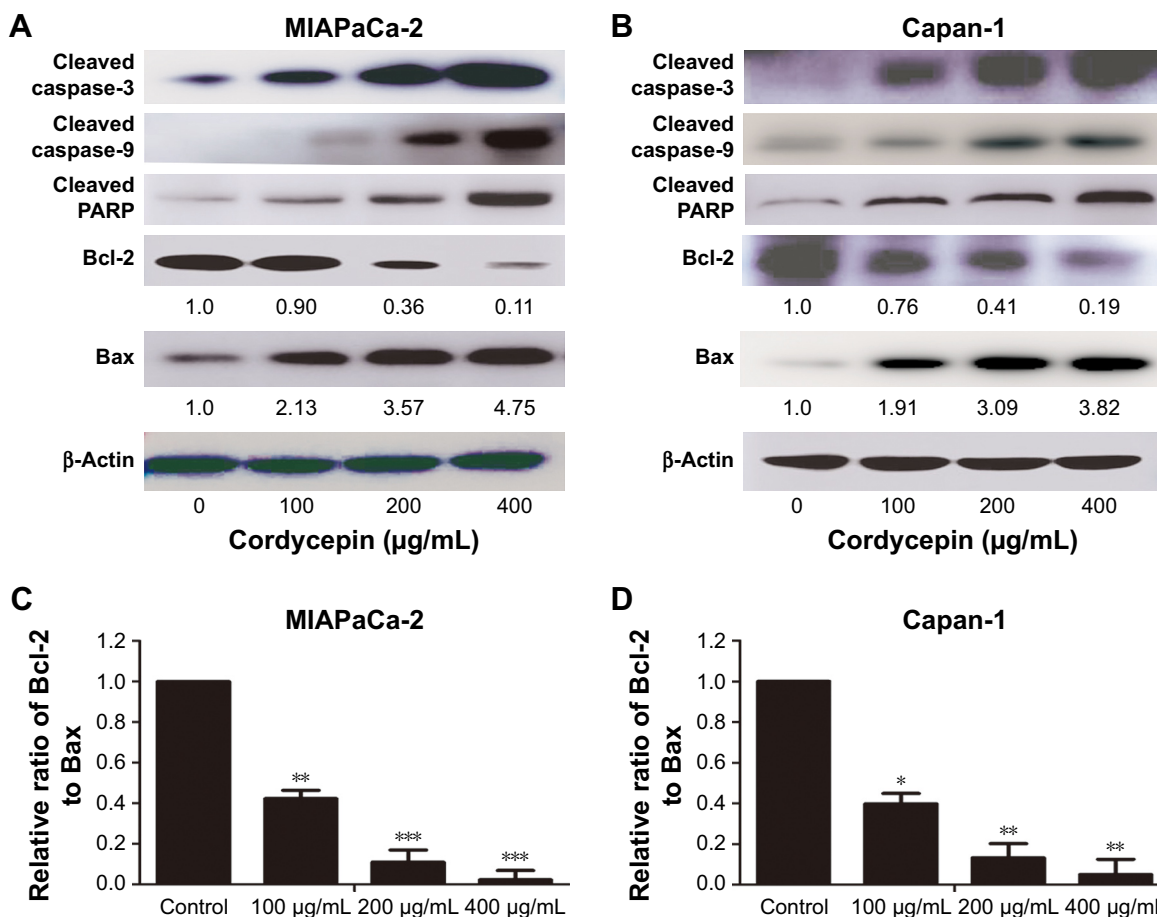 A
MIAPaCa-2
Cleaved
caspase-3
Cleaved
caspase-9
Cleaved
PARP
Bcl-2
1.0 0.90 0.36 0.11
Bax
1.0 2.13 3.57 4.75
β-Actin
0 100 200 400
Cordycepin (µg/mL)
B
Capan-1
Cleaved
caspase-3
Cleaved
caspase-9
Cleaved
PARP
Bcl-2
1.0 0.76 0.41 0.19
Bax
1.0 1.91 3.09 3.82
β-Actin
0 100 200 400
Cordycepin (µg/mL)
C
MIAPaCa-2
Relative ratio of Bcl-2
to Bax
1.2
1.0
0.8
0.6
0.4
0.2
0.0
**
***
***
Control 100 µg/mL 200 µg/mL 400 µg/mL
D
Capan-1
Relative ratio of Bcl-2
to Bax
1.2
1.0
0.8
0.6
0.4
0.2
0.0
*
**
**
Control 100 µg/mL 200 µg/mL 400 µg/mL